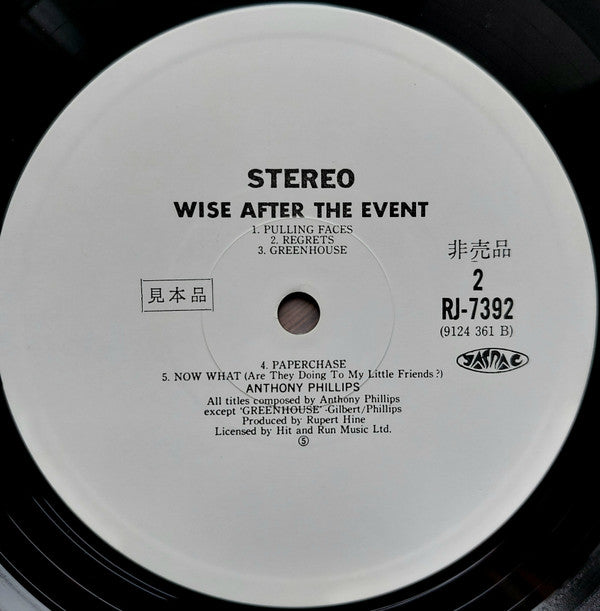 STEREO
WISE AFTER THE EVENT
1. PULLING FACES
2. REGRETS
3. GREENHOUSE
非売品
見本品
2
RJ-7392
(9124 361 B)
JASRAC
4. PAPERCHASE
5. NOW WHAT (Are They Doing To My Little Friends?)
ANTHONY PHILLIPS
All titles composed by Anthony Phillips
except "GREENHOUSE"-Gilbert/Phillips
Produced by Rupert Hine
Licensed by Hit and Run Music Ltd.
⑤